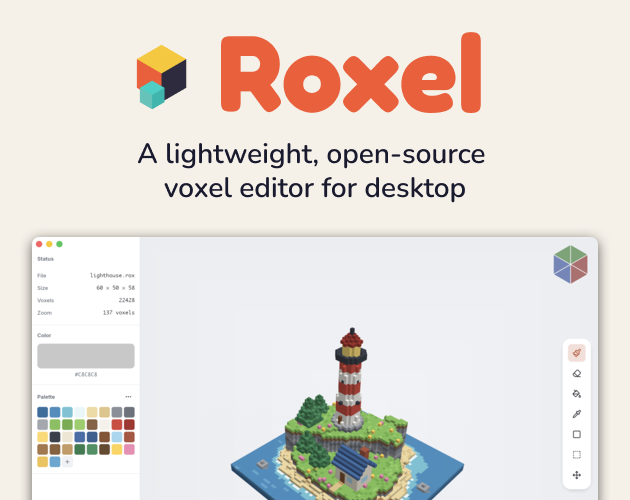 Roxel
A lightweight, open-source
voxel editor for desktop
Status
File lighthouse.rox
Size 60 × 50 × 58
Voxels 22428
Zoom 137 voxels
Color
#C8C8C8
Palette